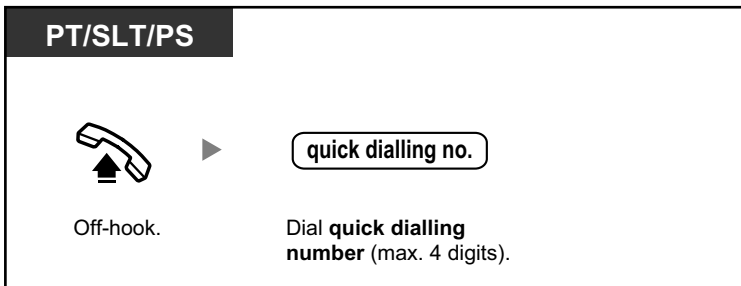 PT/SLT/PS
quick dialling no.
Off-hook.
Dial quick dialling
number (max. 4 digits).